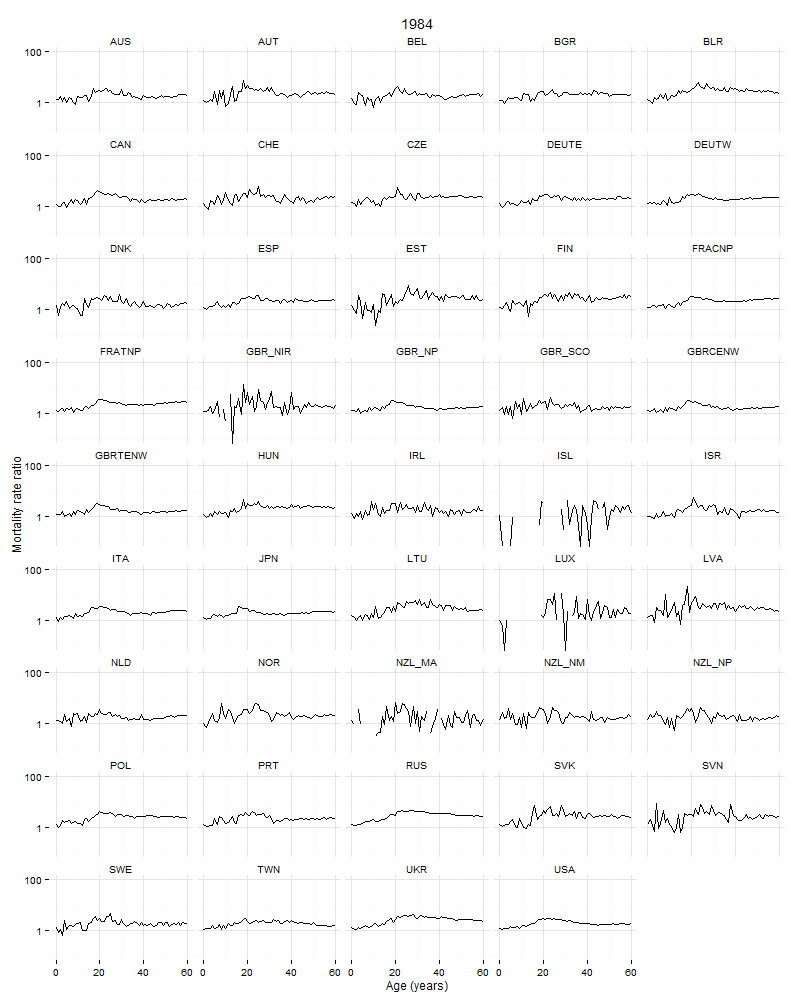 1984
AUS AUT BEL BGR BLR
100
1
CAN CHE CZE DEUTE DEUTW
100
1
DNK ESP EST FIN FRACNP
100
1
FRATNP GBR_NIR GBR_NP GBR_SCO GBRCENW
100
1
GBRTENW HUN IRL ISL ISR
100
1
Mortality rate ratio
ITA JPN LTU LUX LVA
100
1
NLD NOR NZL_MA NZL_NM NZL_NP
100
1
POL PRT RUS SVK SVN
100
1
SWE TWN UKR USA
100
1
0 20 40 60 0 20 40 60 0 20 40 60 0 20 40 60
Age (years)